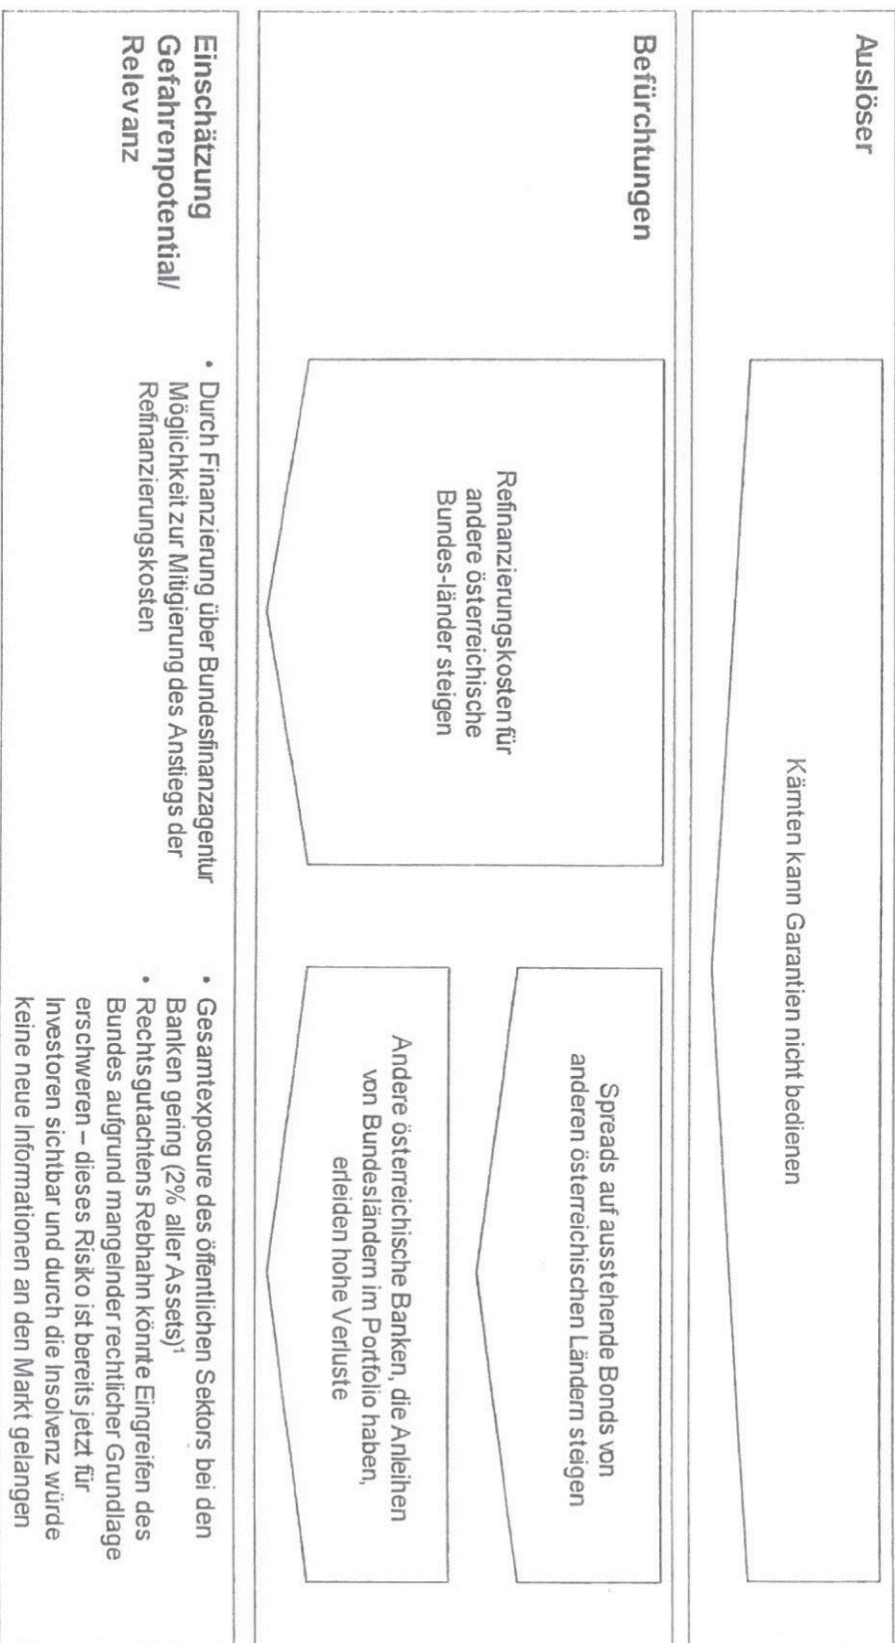 Auslöser
Kärnten kann Garantien nicht bedienen
Befürchtungen
Refinanzierungskosten für
andere österreichische
Bundes-länder steigen
Spreads auf ausstehende Bonds von
anderen österreichischen Ländern steigen
Andere österreichische Banken, die Anleihen
von Bundesländern im Portfolio haben,
erleiden hohe Verluste
Einschätzung
Gefahrenpotential/
Relevanz
• Durch Finanzierung über Bundesfinanzagentur
Möglichkeit zur Mitigierung des Anstiegs der
Refinanzierungskosten
• Gesamtexposure des öffentlichen Sektors bei den
Banken gering (2% aller Assets)¹
• Rechtsgutachtens Rebhahn könnte Eingreifen des
Bundes aufgrund mangelnder rechtlicher Grundlage
erschweren – dieses Risiko ist bereits jetzt für
Investoren sichtbar und durch die Insolvenz würde
keine neue Informationen an den Markt gelangen